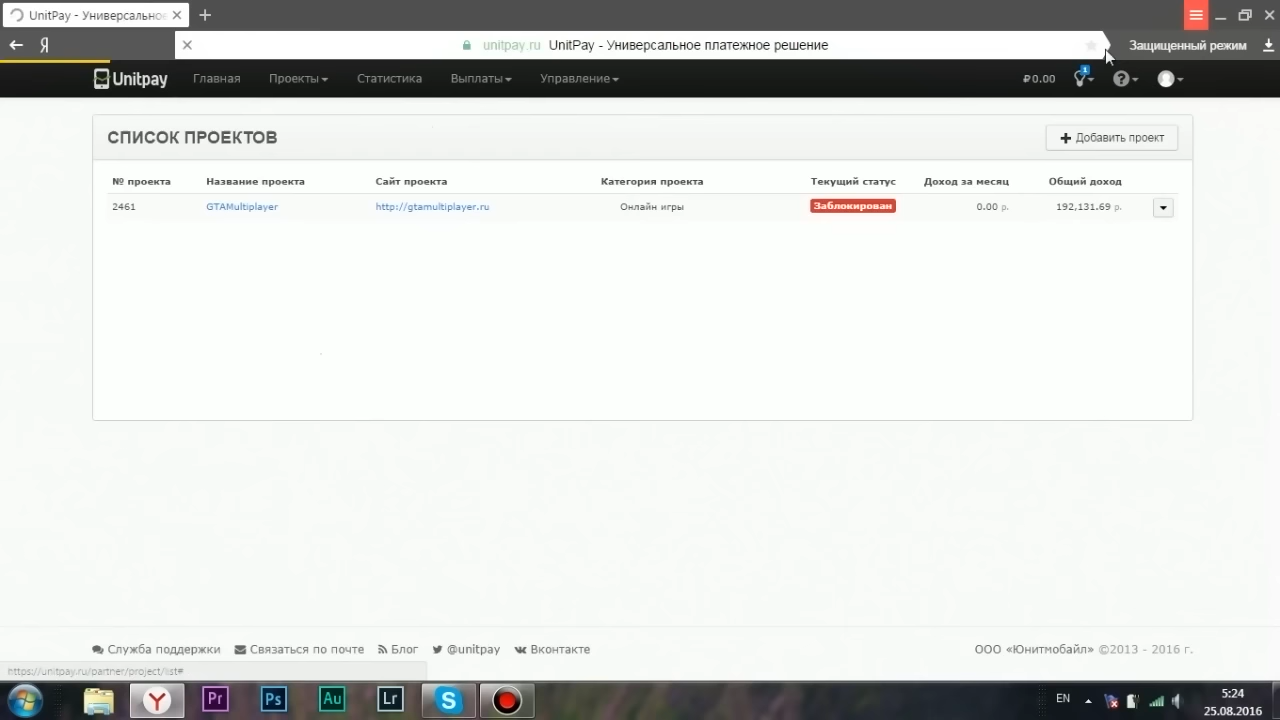 UnitPay - Универсальное
unitpay.ru UnitPay - Универсальное платежное решение
Защищенный режим
Unitpay Главная Проекты Статистика Выплаты Управление ₽0.00 1
СПИСОК ПРОЕКТОВ
Добавить проект
№ проекта Название проекта Сайт проекта Категория проекта Текущий статус Доход за месяц Общий доход
2461 GTAMultiplayer http://gtamultiplayer.ru Онлайн игры Заблокирован 0.00 р. 192,131.69 р.
Служба поддержки Связаться по почте Блог @unitpay Вконтакте ООО «Юнитмобайл» ©2013 - 2016 г.
https://unitpay.ru/partner/project/list#
Pr Ps Au Lr EN 5:24
25.08.2016